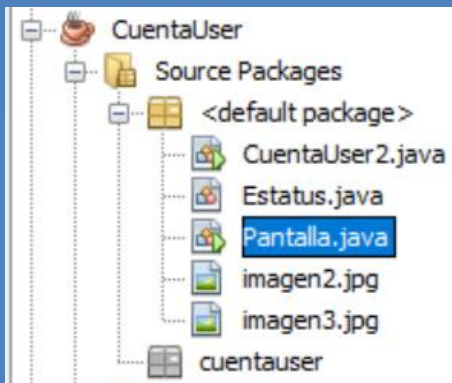 CuentaUser
Source Packages
<default package>
CuentaUser2.java
Estatus.java
Pantalla.java
imagen2.jpg
imagen3.jpg
cuentauser